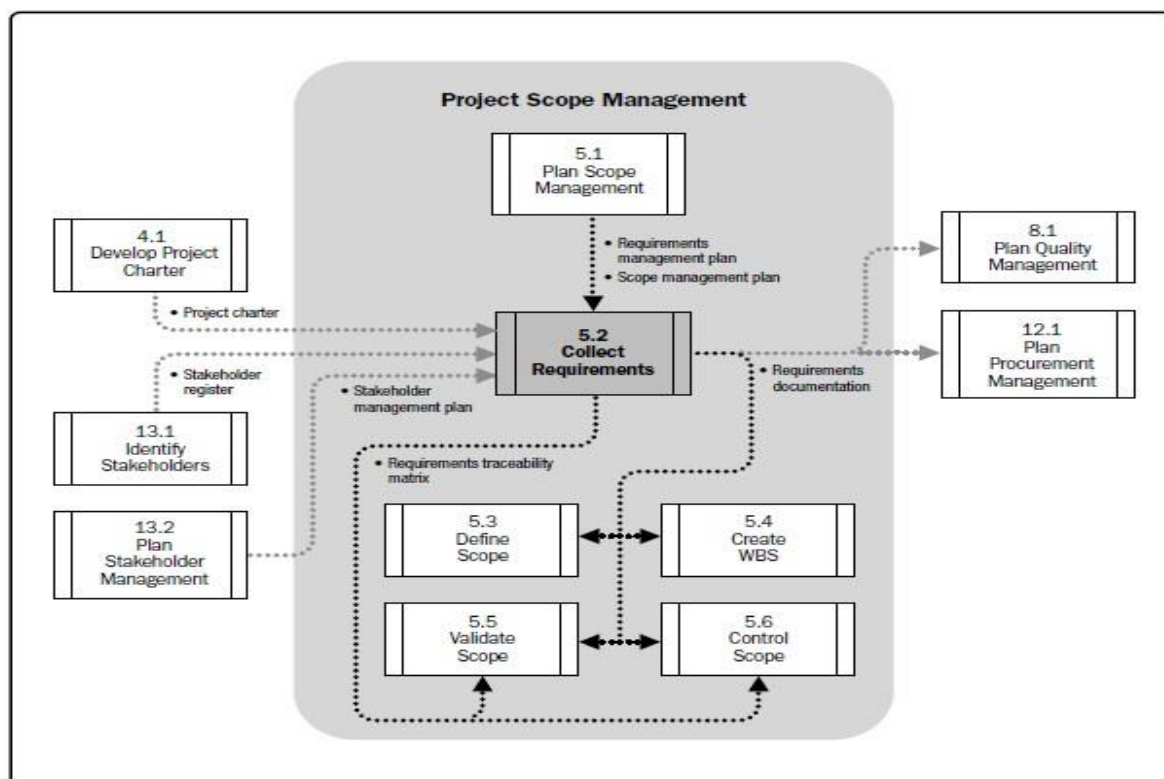 Project Scope Management
5.1
Plan Scope
Management
4.1
Develop Project
Charter
• Requirements
management plan
• Scope management plan
8.1
Plan Quality
Management
• Project charter
5.2
Collect
Requirements
12.1
Plan
Procurement
Management
• Stakeholder
register
• Stakeholder
management plan
• Requirements
documentation
13.1
Identify
Stakeholders
• Requirements traceability
matrix
13.2
Plan
Stakeholder
Management
5.3
Define
Scope
5.4
Create
WBS
5.5
Validate
Scope
5.6
Control
Scope